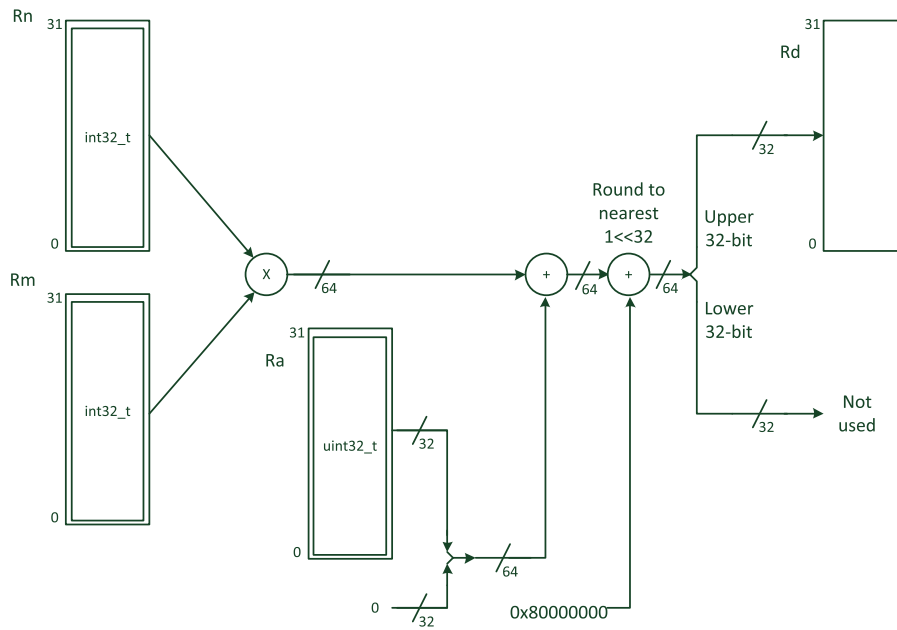 Rn
31
int32_t
0
Rm
31
int32_t
0
X
64
Ra
31
uint32_t
0
32
0
32
64
+
64
Round to
nearest
1<<32
+
64
0x80000000
Upper
32-bit
Lower
32-bit
32
Rd
31
0
32
Not
used